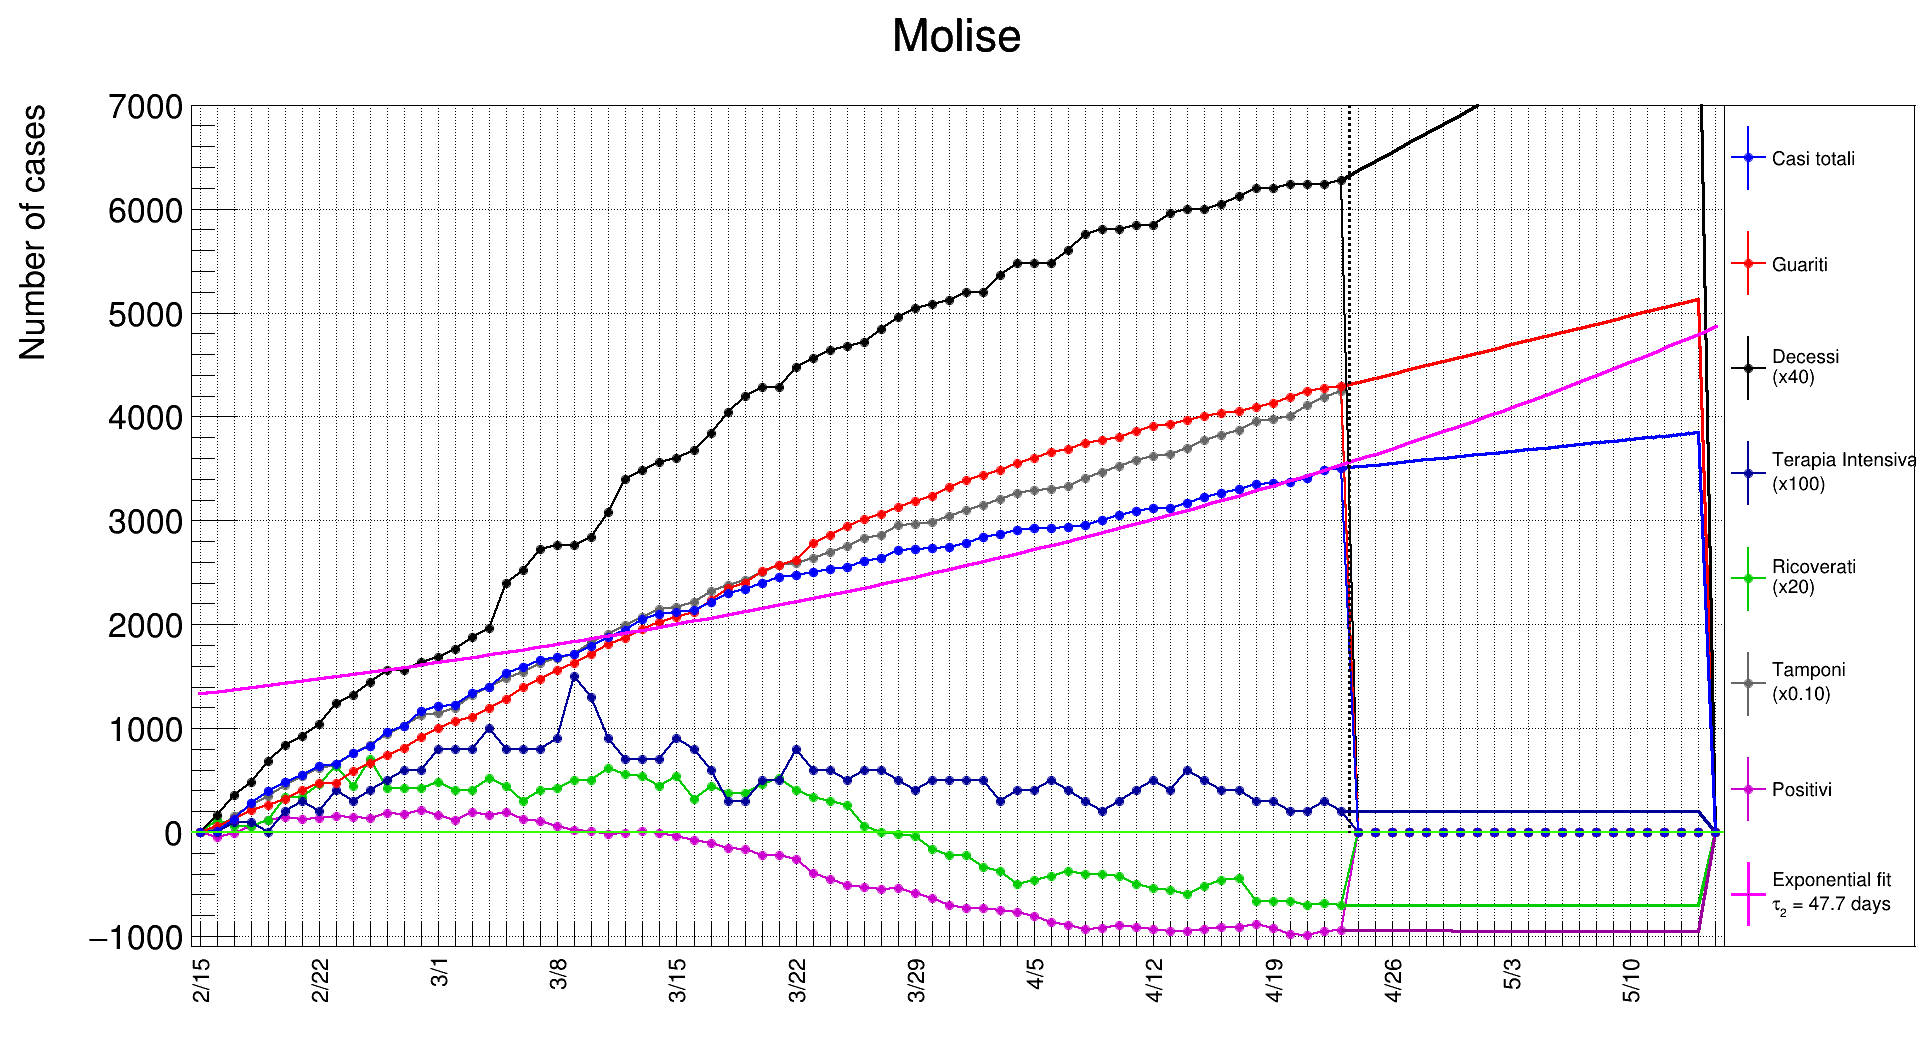 Molise
Number of cases
7000
6000
5000
4000
3000
2000
1000
0
−1000
2/15
2/22
3/1
3/8
3/15
3/22
3/29
4/5
4/12
4/19
4/26
5/3
5/10
Casi totali
Guariti
Decessi
(x40)
Terapia Intensiva
(x100)
Ricoverati
(x20)
Tamponi
(x0.10)
Positivi
Exponential fit
τ2 = 47.7 days